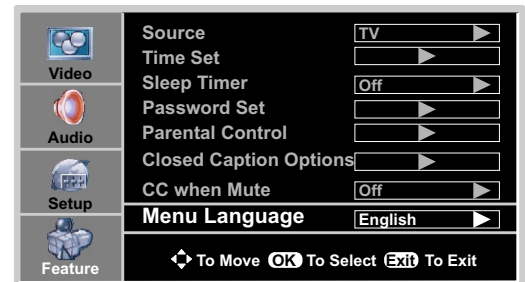 Video
Audio
Setup
Feature
Source TV
Time Set
Sleep Timer Off
Password Set
Parental Control
Closed Caption Options
CC when Mute Off
Menu Language English
To Move OK To Select Exit To Exit